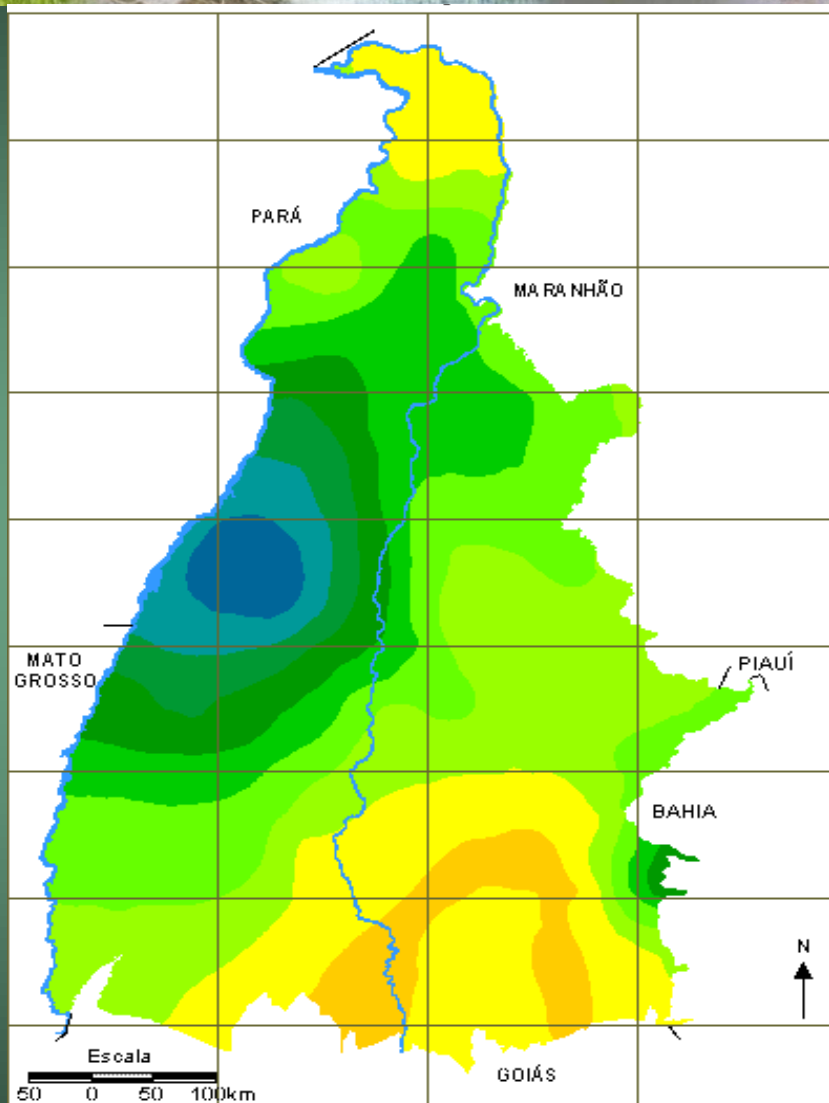 PARÁ
MARANHÃO
MATO
GROSSO
PIAUÍ
BAHIA
N
Escala
50 0 50 100km
GOIÁS